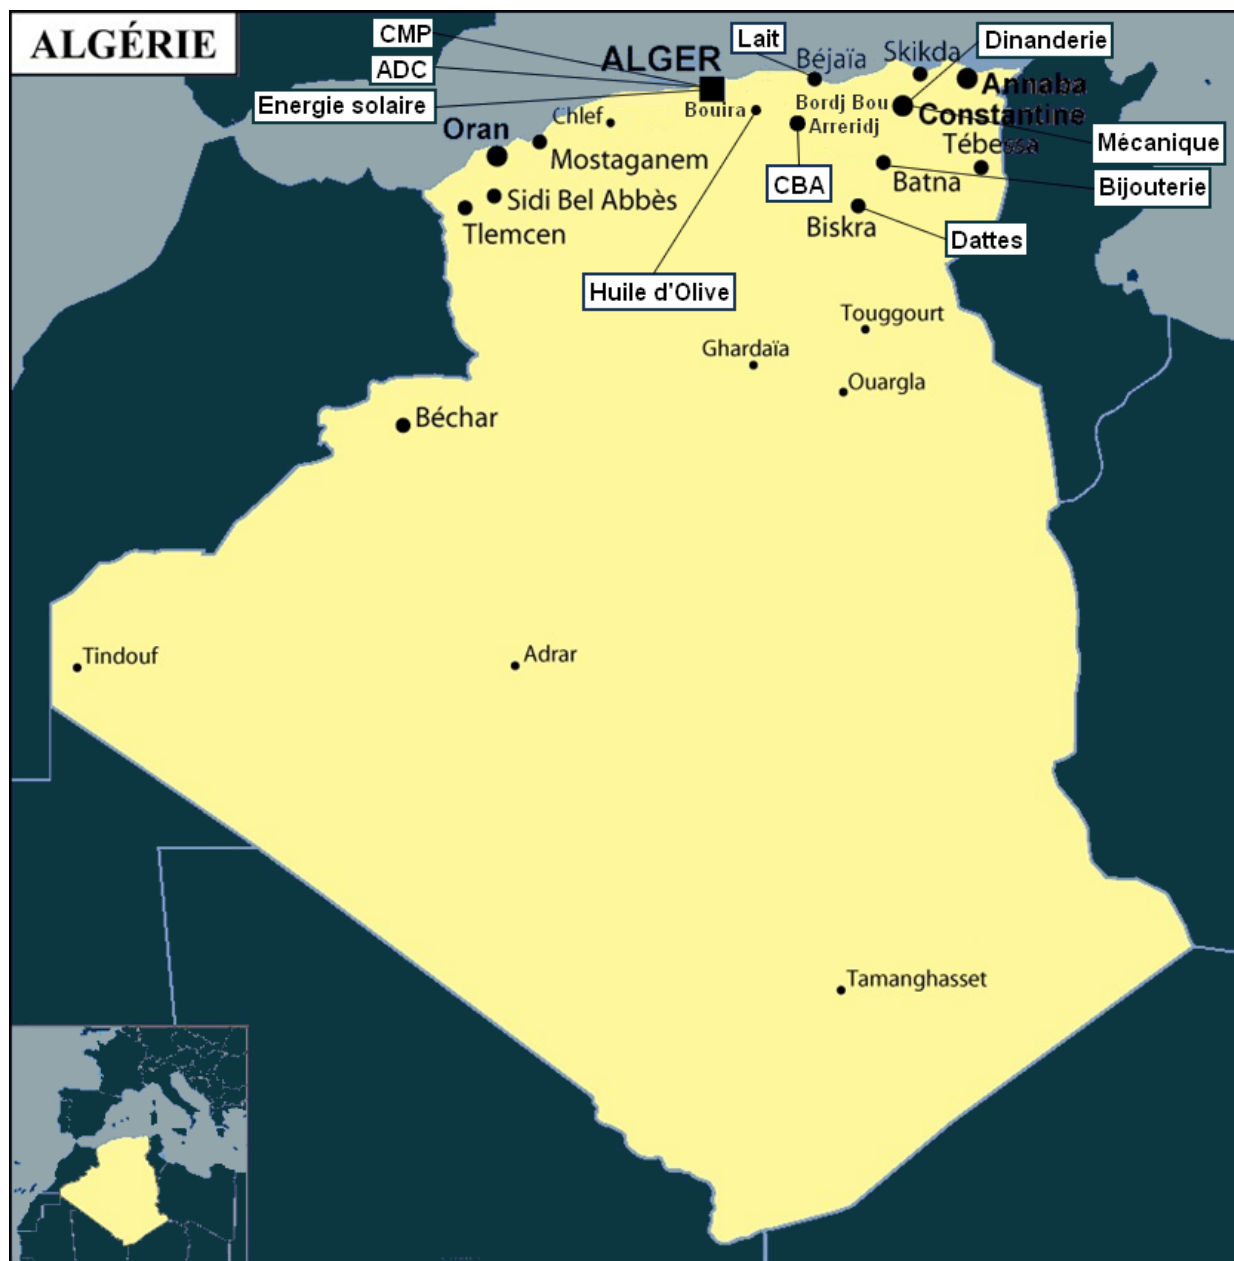 ALGÉRIE
CMP
ADC
Energie solaire
ALGER
Lait
Béjaïa
Skikda
Dinanderie
Annaba
Constantine
Bouira
Bordj Bou
Arreridj
Chlef
Oran
Mostaganem
Mécanique
Tébessa
CBA
Batna
Bijouterie
Sidi Bel Abbès
Tlemcen
Biskra
Dattes
Huile d'Olive
Touggourt
Ghardaïa
Ouargla
Béchar
Tindouf
Adrar
Tamanghasset